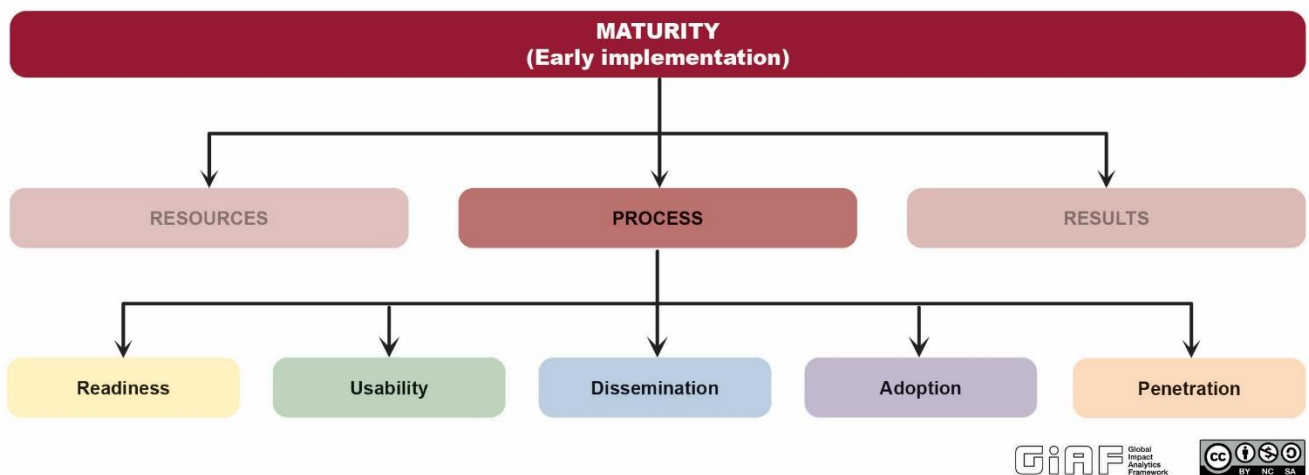 MATURITY
(Early implementation)
RESOURCES
PROCESS
RESULTS
Readiness
Usability
Dissemination
Adoption
Penetration
GiAF
Global
Impact
Analytics
Framework
cc
BY NC SA